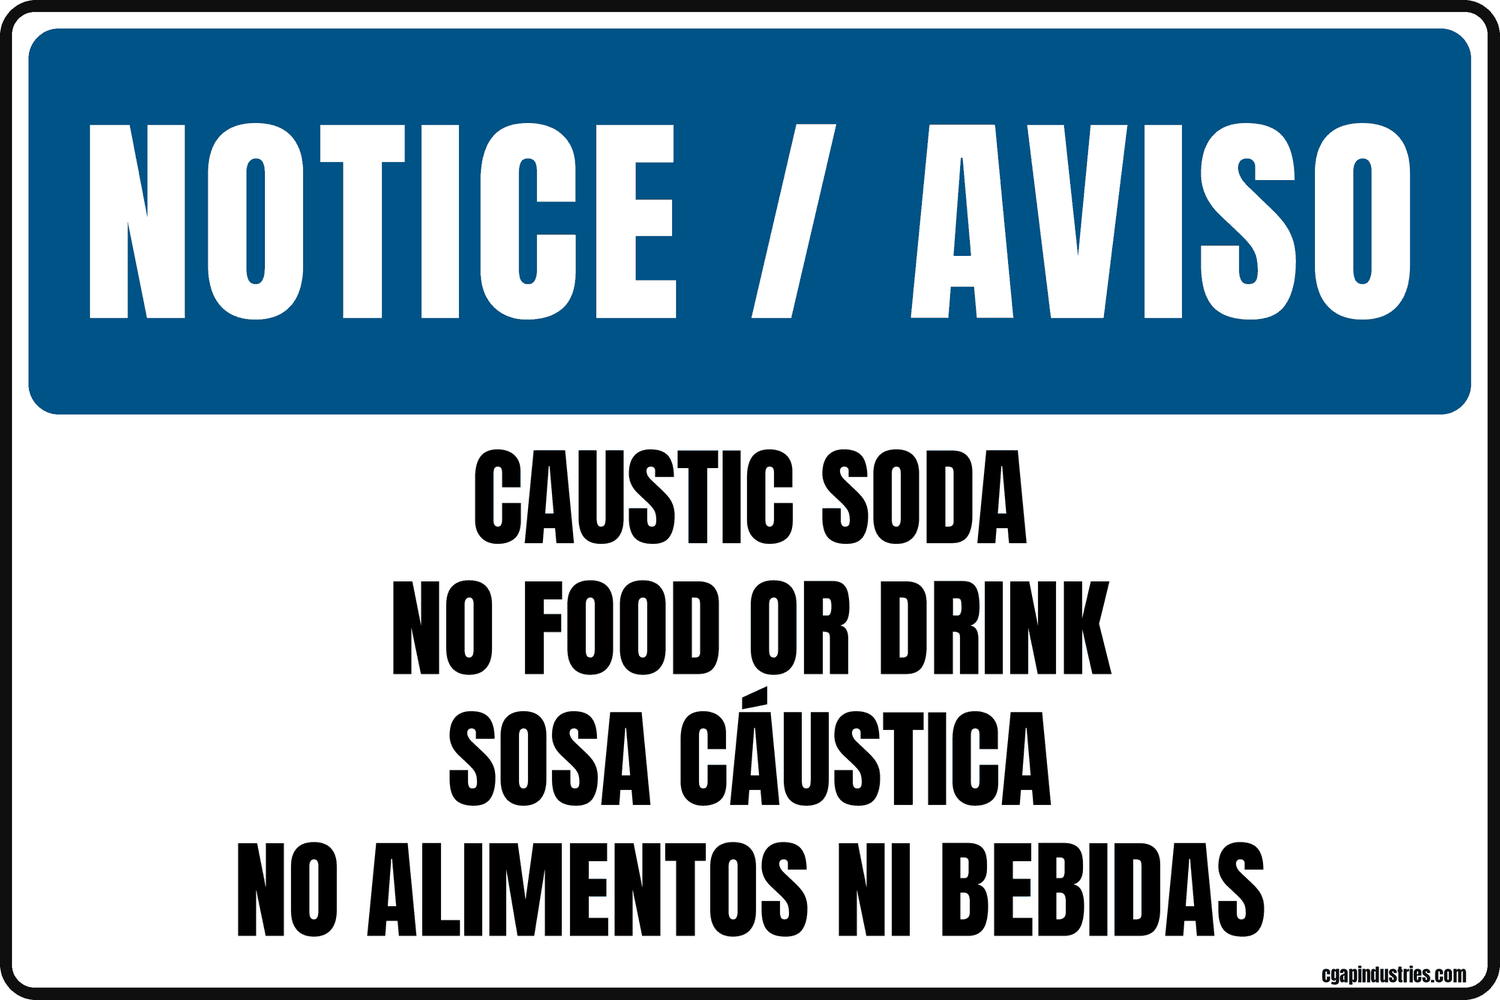 NOTICE / AVISO
CAUSTIC SODA
NO FOOD OR DRINK
SOSA CÁUSTICA
NO ALIMENTOS NI BEBIDAS
cgapindustries.com